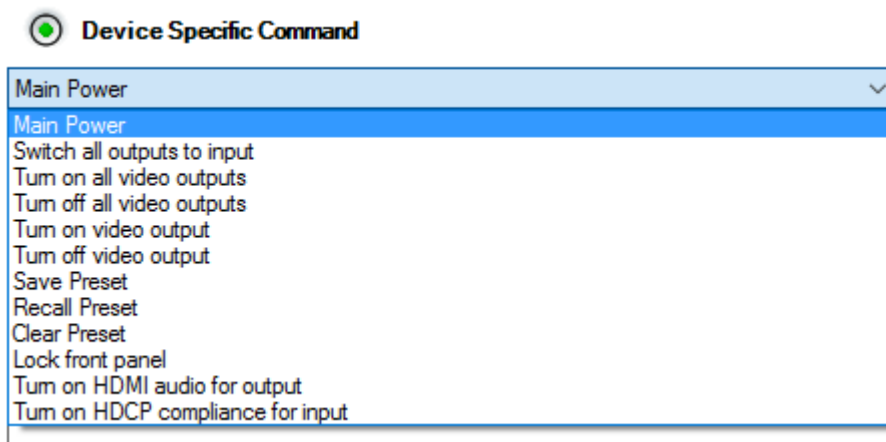 Device Specific Command
Main Power
Main Power
Switch all outputs to input
Turn on all video outputs
Turn off all video outputs
Turn on video output
Turn off video output
Save Preset
Recall Preset
Clear Preset
Lock front panel
Turn on HDMI audio for output
Turn on HDCP compliance for input